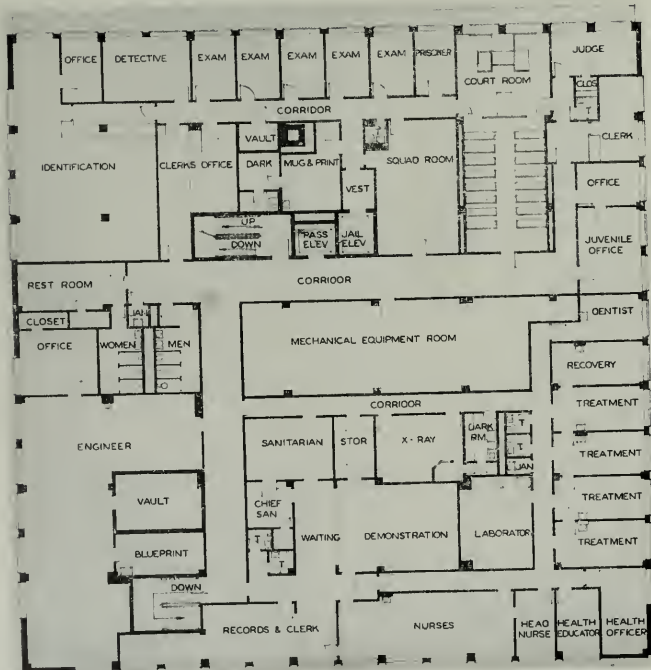 OFFICE
DETECTIVE
EXAM
EXAM
EXAM
EXAM
EXAM
PRISONER
COURT ROOM
JUDGE
CLOS
T
CLERK
CORRIDOR
IDENTIFICATION
CLERKS OFFICE
VAULT
DARK
MUG & PRINT
VEST
SQUAD ROOM
OFFICE
UP
DOWN
PASS
ELEV
JAIL
ELEV
JUVENILE
OFFICE
CORRIDOR
REST ROOM
CLOSET
JAN
OFFICE
WOMEN
MEN
MECHANICAL EQUIPMENT ROOM
DENTIST
RECOVERY
CORRIDOR
TREATMENT
ENGINEER
SANITARIAN
STOR
X-RAY
DARK
RM.
T
T
JAN
TREATMENT
VAULT
CHIEF
SAN
T
T
WAITING
DEMONSTRATION
LABORATOR
TREATMENT
BLUEPRINT
TREATMENT
DOWN
RECORDS & CLERK
NURSES
HEAD
NURSE
HEALTH
EDUCATOR
HEALTH
OFFICER